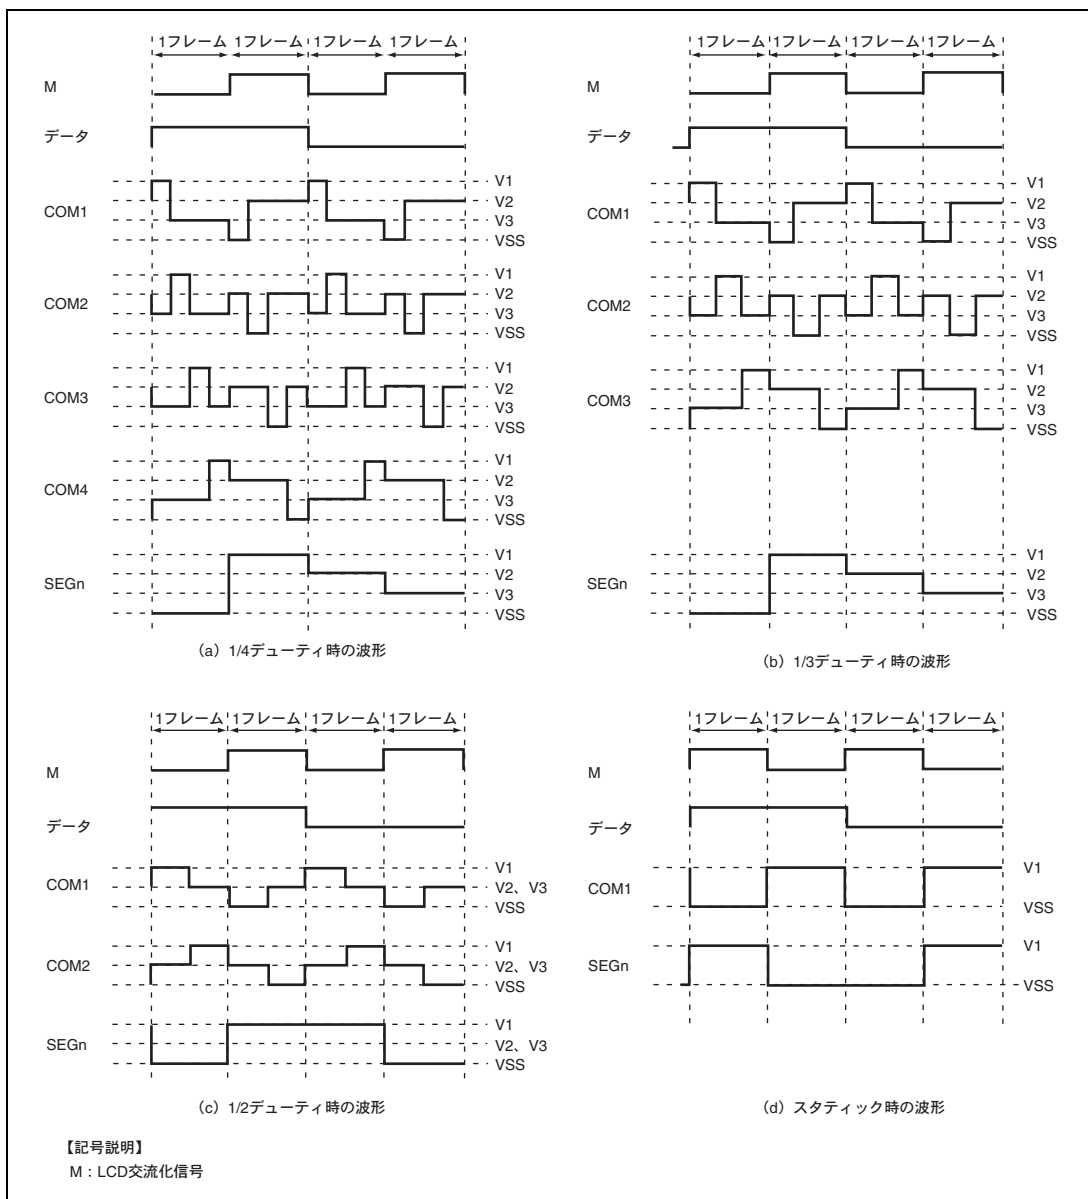 1フレーム 1フレーム 1フレーム 1フレーム
M
データ
COM1
V1
V2
V3
VSS
COM2
V1
V2
V3
VSS
COM3
V1
V2
V3
VSS
COM4
V1
V2
V3
VSS
SEGn
V1
V2
V3
VSS
(a) 1/4デューティ時の波形
1フレーム 1フレーム 1フレーム 1フレーム
M
データ
COM1
V1
V2
V3
VSS
COM2
V1
V2
V3
VSS
COM3
V1
V2
V3
VSS
SEGn
V1
V2
V3
VSS
(b) 1/3デューティ時の波形
1フレーム 1フレーム 1フレーム 1フレーム
M
データ
COM1
V1
V2、V3
VSS
COM2
V1
V2、V3
VSS
SEGn
V1
V2、V3
VSS
(c) 1/2デューティ時の波形
1フレーム 1フレーム 1フレーム 1フレーム
M
データ
COM1
V1
VSS
SEGn
V1
VSS
(d) スタティック時の波形
【記号説明】
M：LCD交流化信号